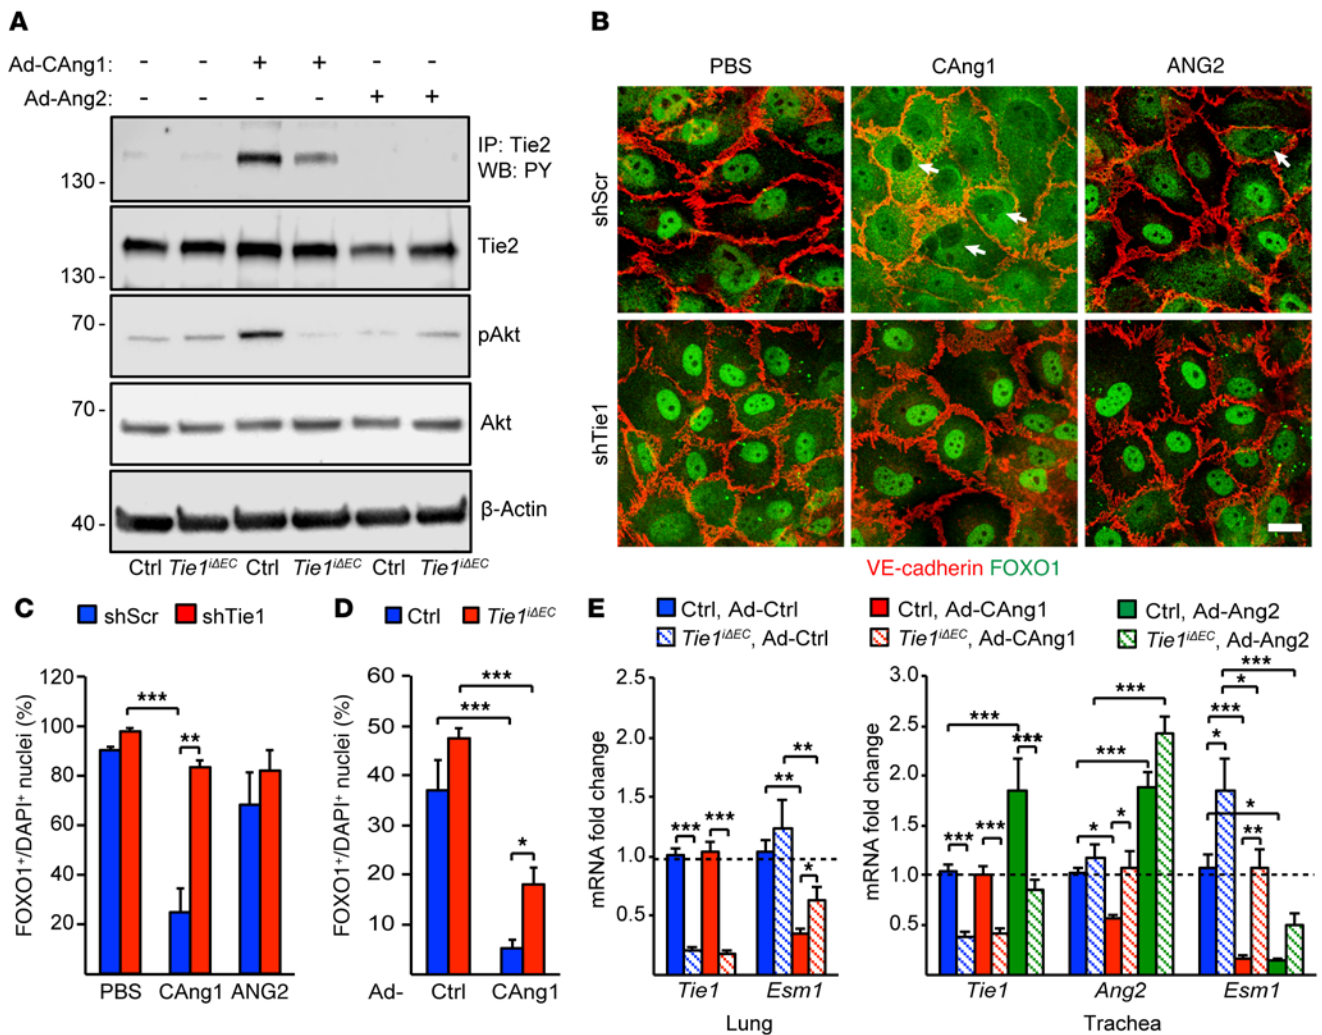 A
Ad-CAng1: - - + + - -
Ad-Ang2: - - - - + +
IP: Tie2
WB: PY
130 -
Tie2
130 -
70 -
pAkt
70 -
Akt
40 -
β-Actin
Ctrl Tie1iΔEC Ctrl Tie1iΔEC Ctrl Tie1iΔEC
B
PBS CAng1 ANG2
shScr
shTie1
VE-cadherin FOXO1
C
shScr shTie1
FOXO1+/DAPI+ nuclei (%)
120
100
80
60
40
20
***
**
PBS CAng1 ANG2
D
Ctrl Tie1iΔEC
FOXO1+/DAPI+ nuclei (%)
60
50
40
30
20
10
***
***
*
Ad- Ctrl CAng1
E
Ctrl, Ad-Ctrl Ctrl, Ad-CAng1 Ctrl, Ad-Ang2
Tie1iΔEC, Ad-Ctrl Tie1iΔEC, Ad-CAng1 Tie1iΔEC, Ad-Ang2
mRNA fold change
2.5
2.0
1.5
1.0
0.5
*** ***
** ** *
Tie1 Esm1
Lung
mRNA fold change
3.0
2.5
2.0
1.5
1.0
0.5
*** *** *** ***
*** *** * *
*** * *** * * **
Tie1 Ang2 Esm1
Trachea